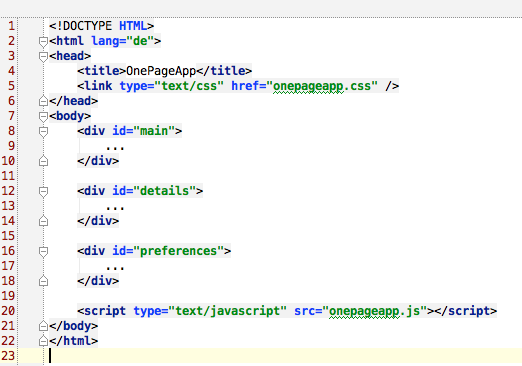 1 <!DOCTYPE HTML>
2 <html lang="de">
3 <head>
4     <title>OnePageApp</title>
5     <link type="text/css" href="onepageapp.css" />
6 </head>
7 <body>
8     <div id="main">
9         ...
10     </div>
11
12     <div id="details">
13         ...
14     </div>
15
16     <div id="preferences">
17         ...
18     </div>
19
20     <script type="text/javascript" src="onepageapp.js"></script>
21 </body>
22 </html>
23